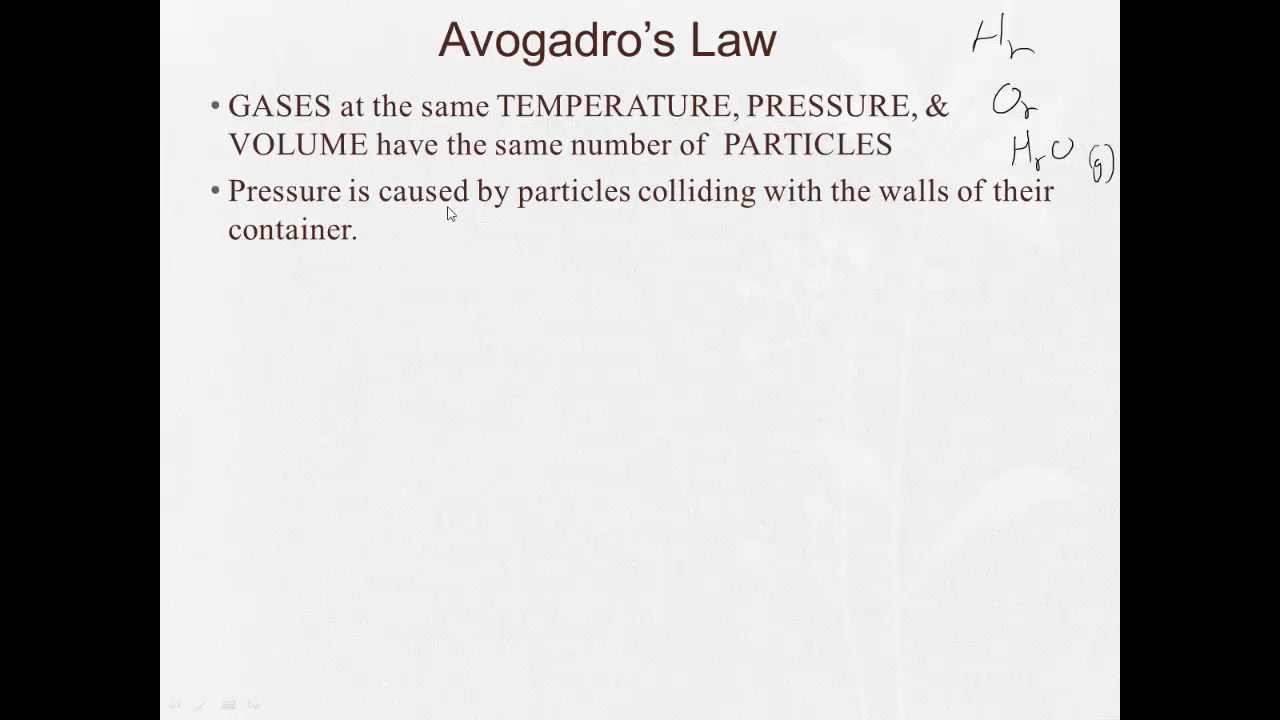 Avogadro's Law
• GASES at the same TEMPERATURE, PRESSURE, &
VOLUME have the same number of PARTICLES
• Pressure is caused by particles colliding with the walls of their
container.
H₂
O₂
H₂O (g)